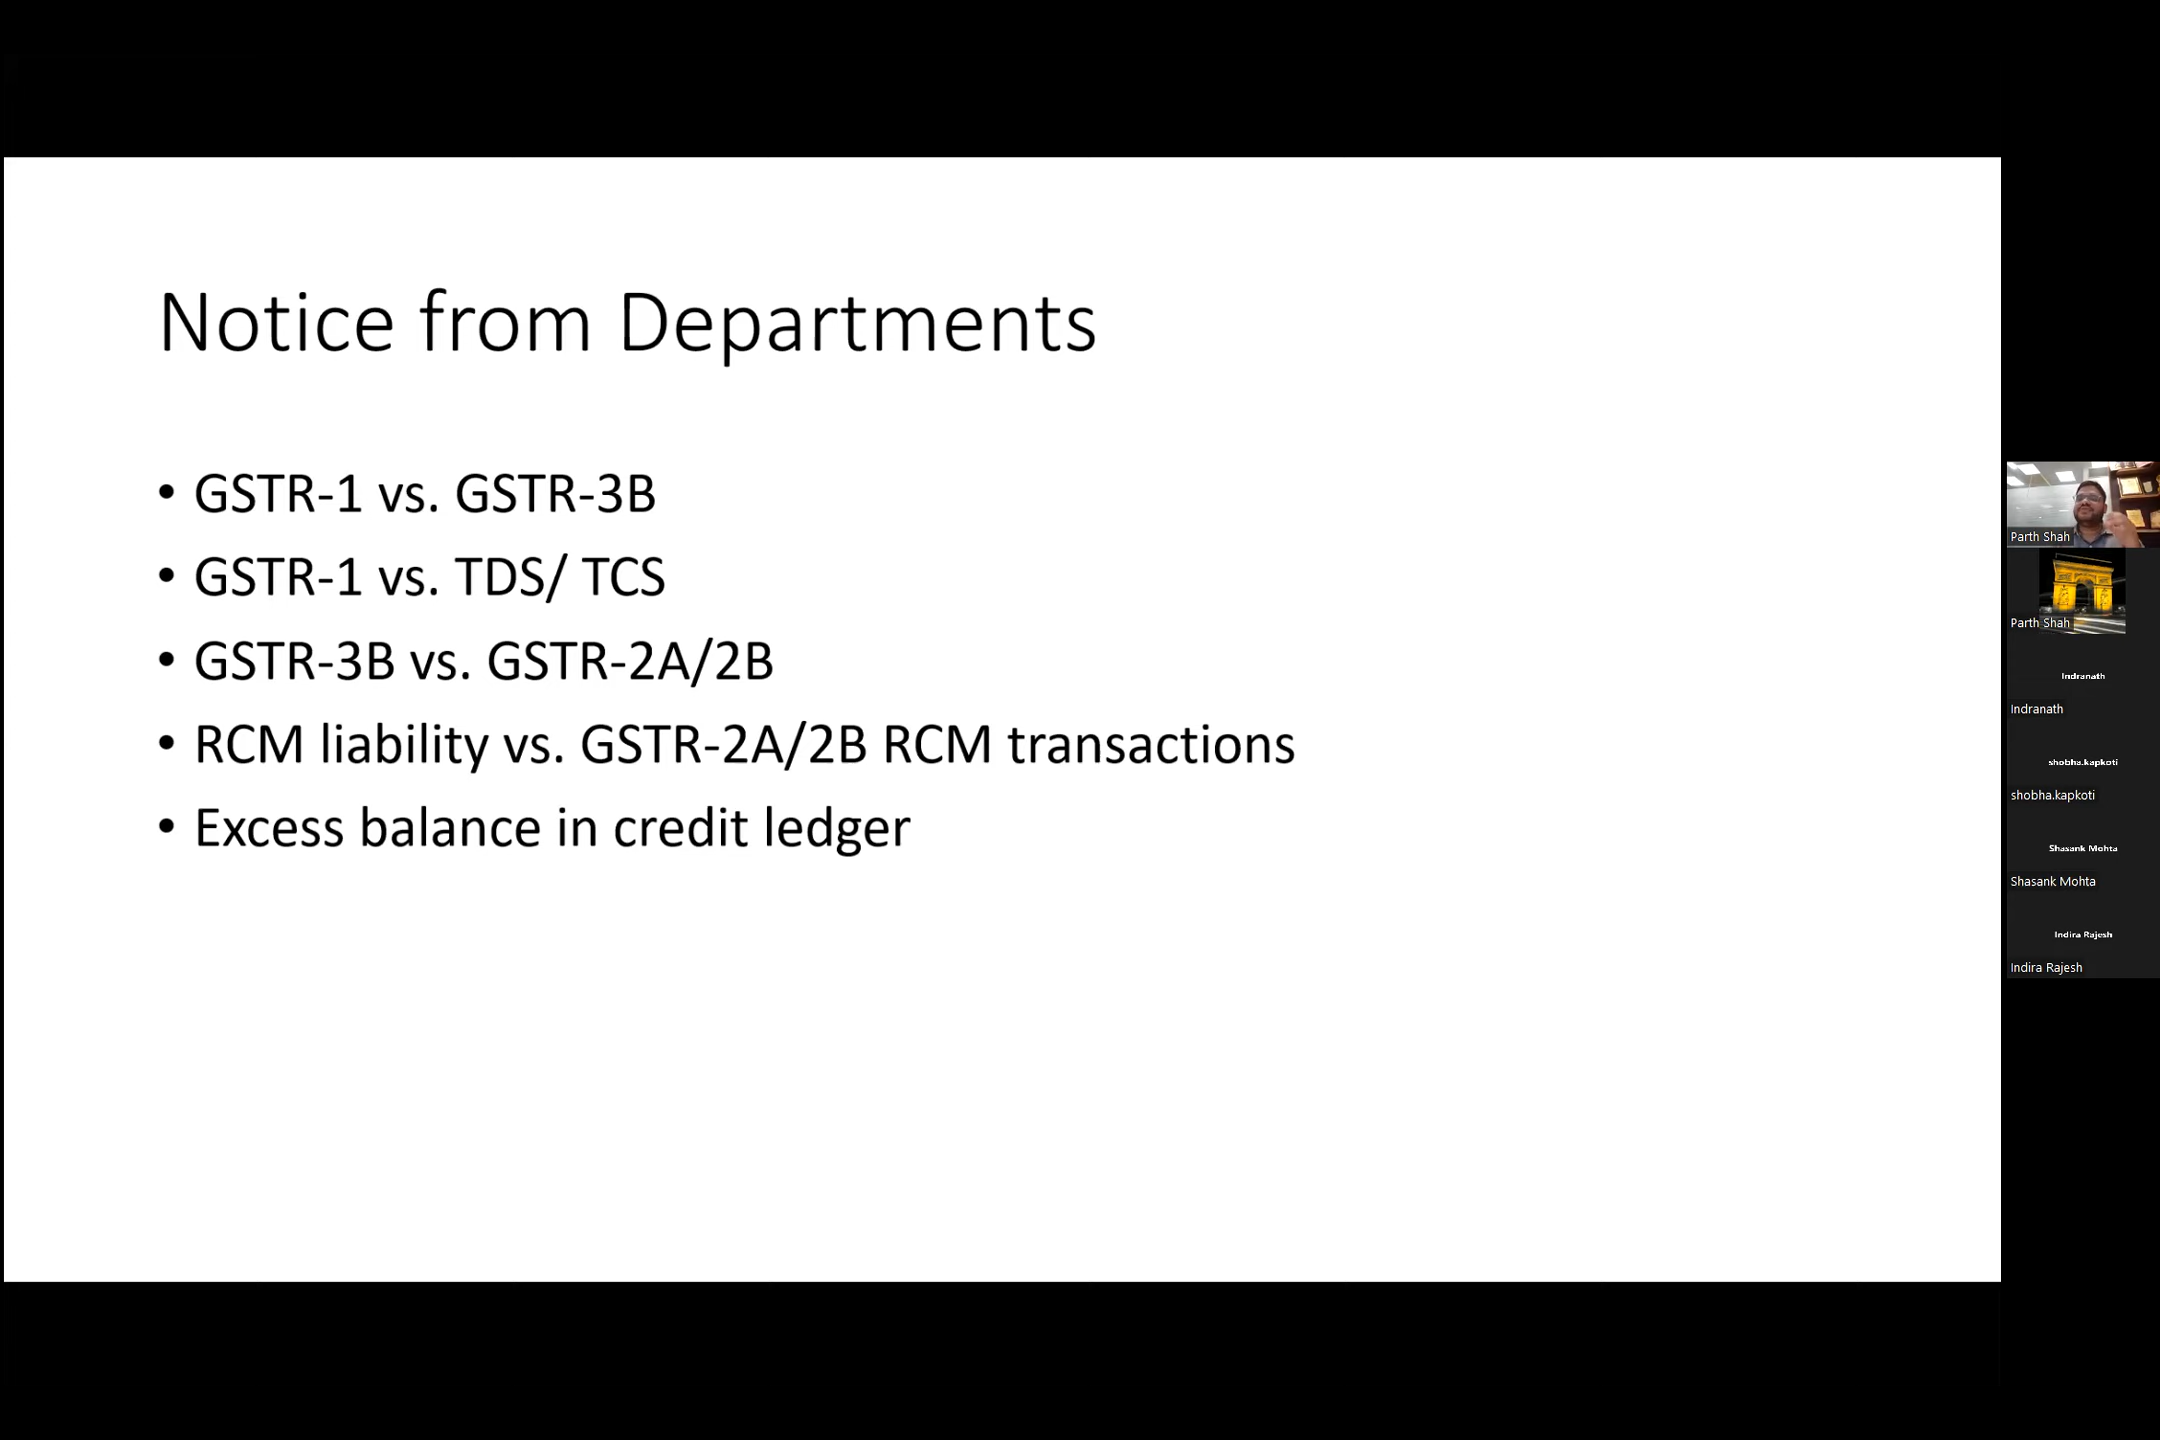 Notice from Departments
• GSTR-1 vs. GSTR-3B
• GSTR-1 vs. TDS/ TCS
• GSTR-3B vs. GSTR-2A/2B
• RCM liability vs. GSTR-2A/2B RCM transactions
• Excess balance in credit ledger
Parth Shah
Parth Shah
Indranath
Indranath
shobha.kapkoti
shobha.kapkoti
Shasank Mohta
Shasank Mohta
Indira Rajesh
Indira Rajesh